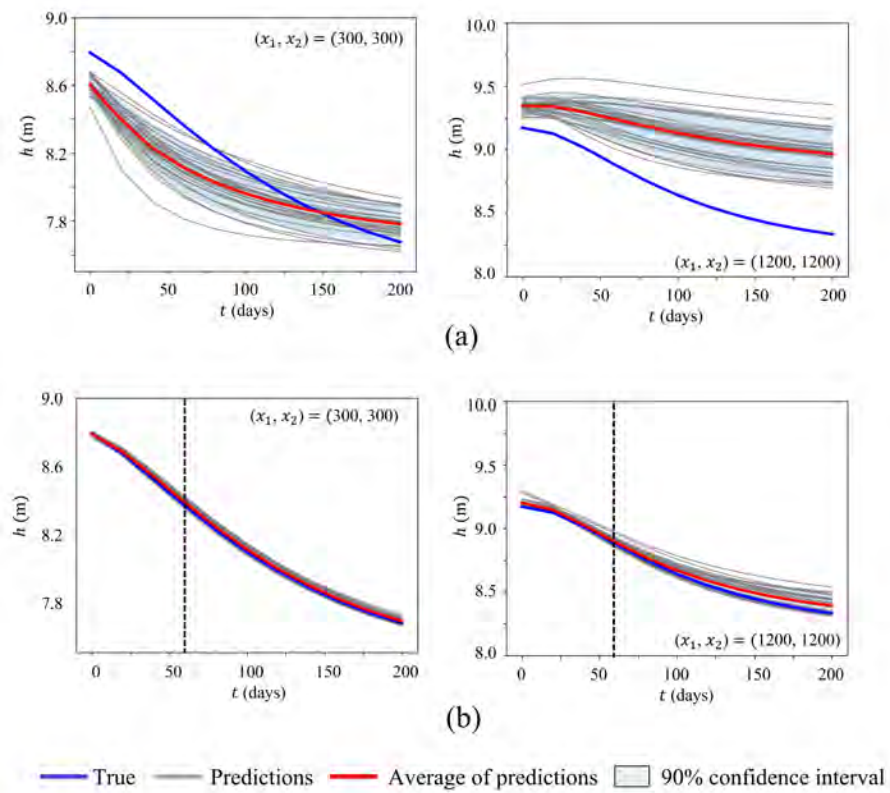 9.0
8.6
8.2
7.8
h (m)
(x₁, x₂) = (300, 300)
0 50 100 150 200
t (days)
10.0
9.5
9.0
8.5
8.0
h (m)
(x₁, x₂) = (1200, 1200)
0 50 100 150 200
t (days)
(a)
9.0
8.6
8.2
7.8
h (m)
(x₁, x₂) = (300, 300)
0 50 100 150 200
t (days)
10.0
9.5
9.0
8.5
8.0
h (m)
(x₁, x₂) = (1200, 1200)
0 50 100 150 200
t (days)
(b)
True Predictions Average of predictions 90% confidence interval